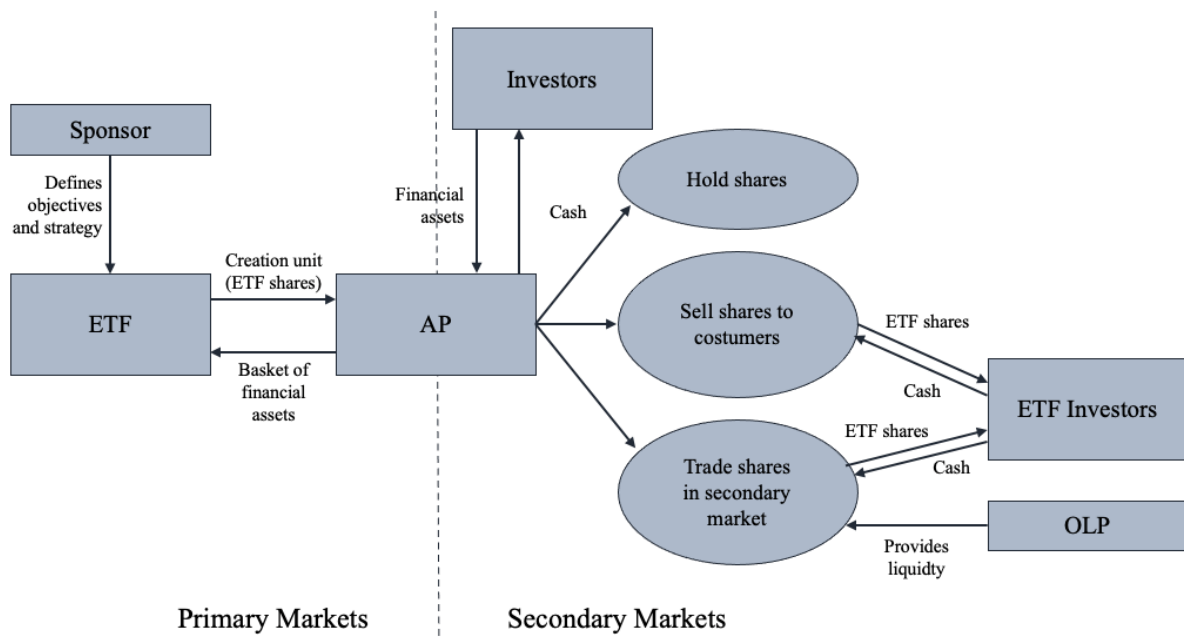 Investors
Sponsor
Defines
objectives
and strategy
Financial
assets
Cash
Hold shares
Creation unit
(ETF shares)
ETF
AP
Basket of
financial
assets
Sell shares to
costumers
ETF shares
Cash
ETF Investors
ETF shares
Cash
Trade shares
in secondary
market
OLP
Provides
liquidty
Primary Markets
Secondary Markets